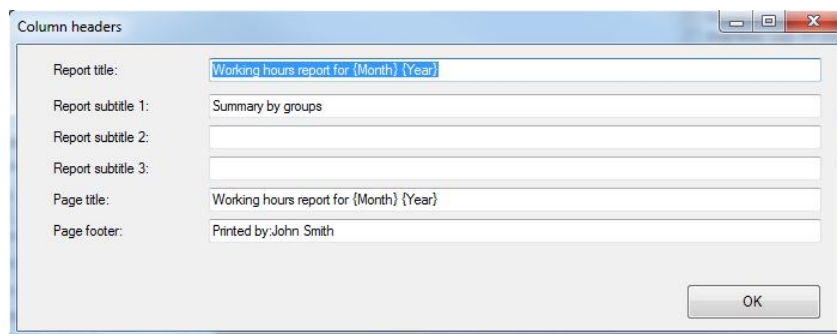 Column headers
Report title: Working hours report for {Month} {Year}
Report subtitle 1: Summary by groups
Report subtitle 2:
Report subtitle 3:
Page title: Working hours report for {Month} {Year}
Page footer: Printed by:John Smith
OK